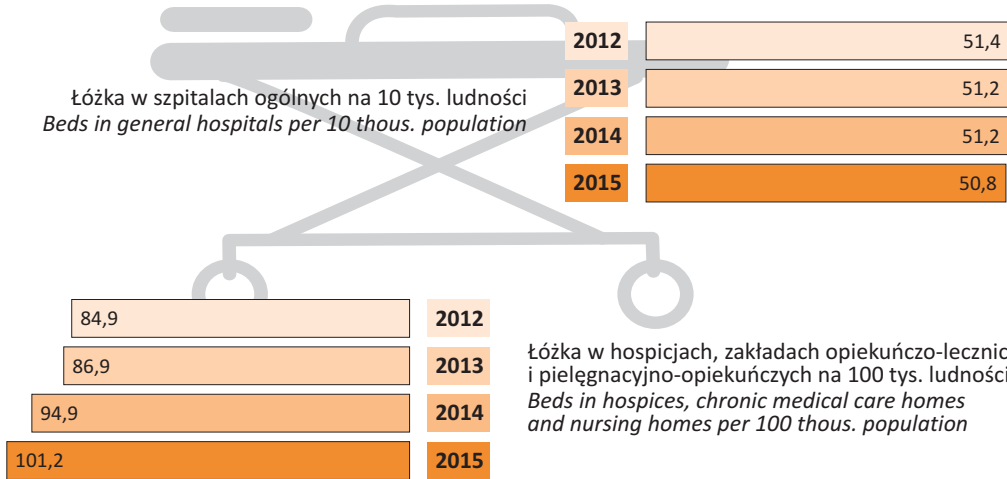 2012 51,4
2013 51,2
Łóżka w szpitalach ogólnych na 10 tys. ludności
Beds in general hospitals per 10 thous. population
2014 51,2
2015 50,8
84,9 2012
86,9 2013
94,9 2014
101,2 2015
Łóżka w hospicjach, zakładach opiekuńczo-lecznic
i pielęgnacyjno-opiekuńczych na 100 tys. ludności
Beds in hospices, chronic medical care homes
and nursing homes per 100 thous. population